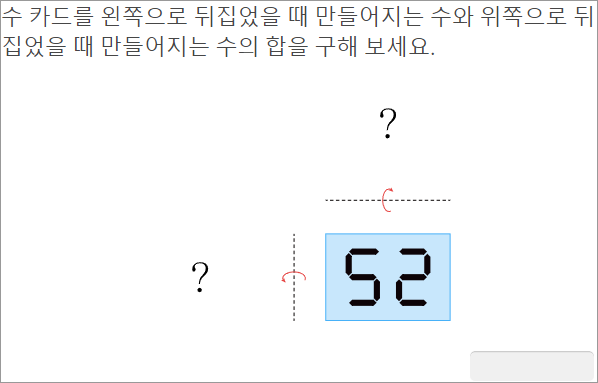 수 카드를 왼쪽으로 뒤집었을 때 만들어지는 수와 위쪽으로 뒤
집었을 때 만들어지는 수의 합을 구해 보세요.
?
?
52